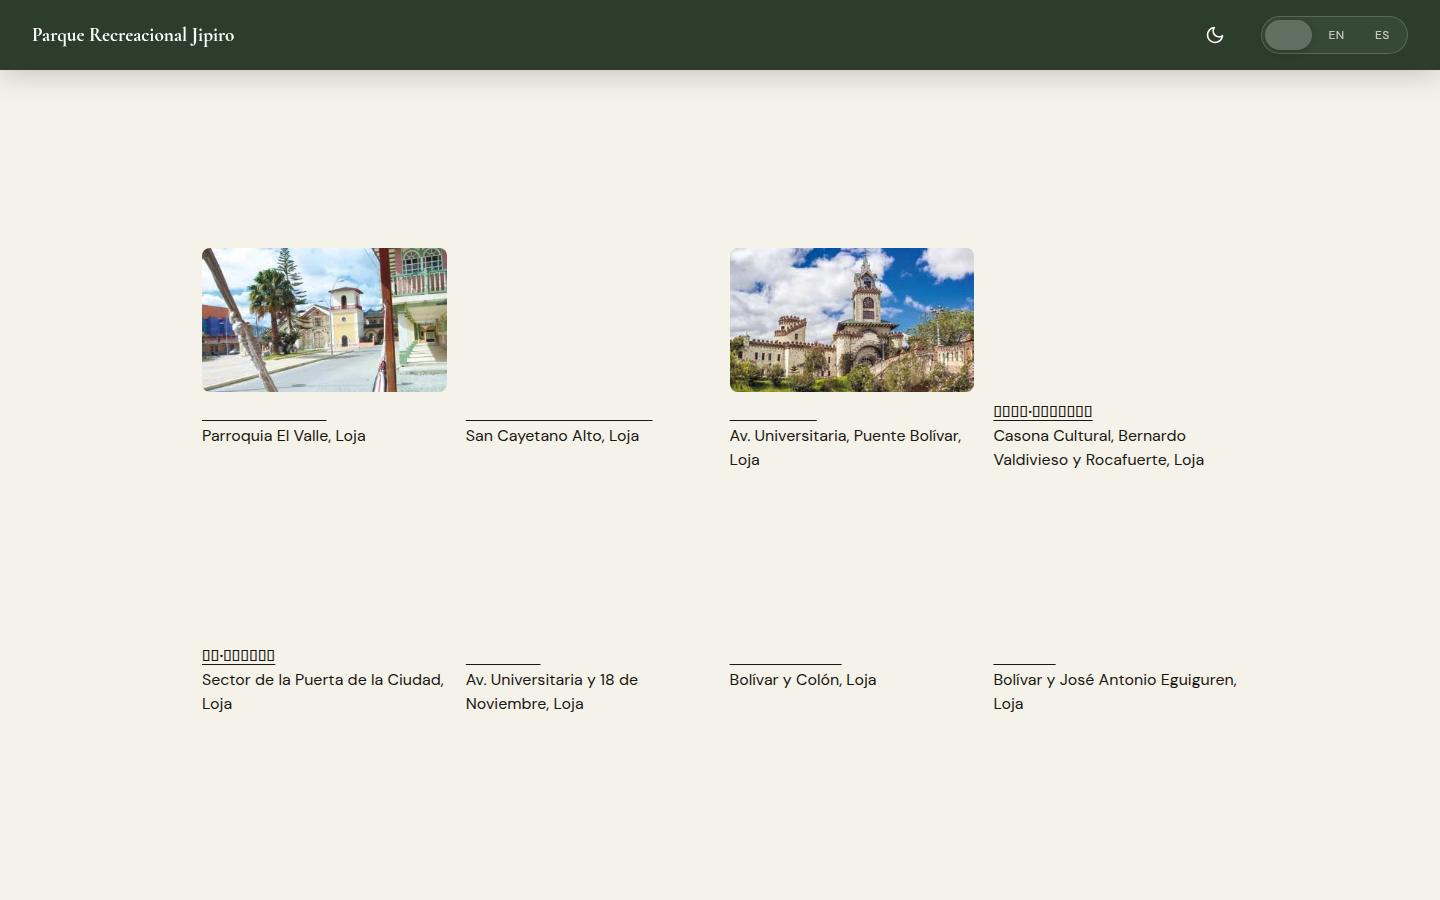 Parque Recreacional Jipiro
EN
ES
Parroquia El Valle, Loja
San Cayetano Alto, Loja
Av. Universitaria, Puente Bolívar,
Loja
Casona Cultural, Bernardo
Valdivieso y Rocafuerte, Loja
Sector de la Puerta de la Ciudad,
Loja
Av. Universitaria y 18 de
Noviembre, Loja
Bolívar y Colón, Loja
Bolívar y José Antonio Eguiguren,
Loja